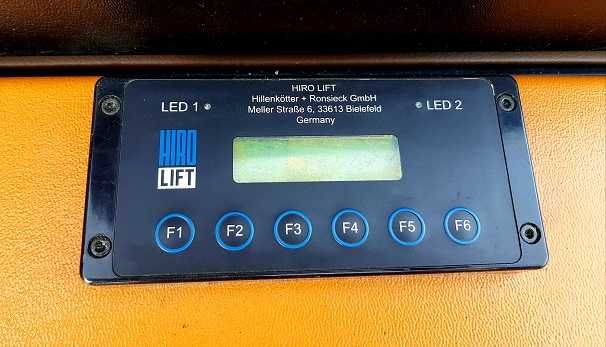 HIRO LIFT
Hillenkötter + Ronsieck GmbH
Meller Straße 6, 33613 Bielefeld
Germany
LED 1
LED 2
HIRO
LIFT
F1 F2 F3 F4 F5 F6